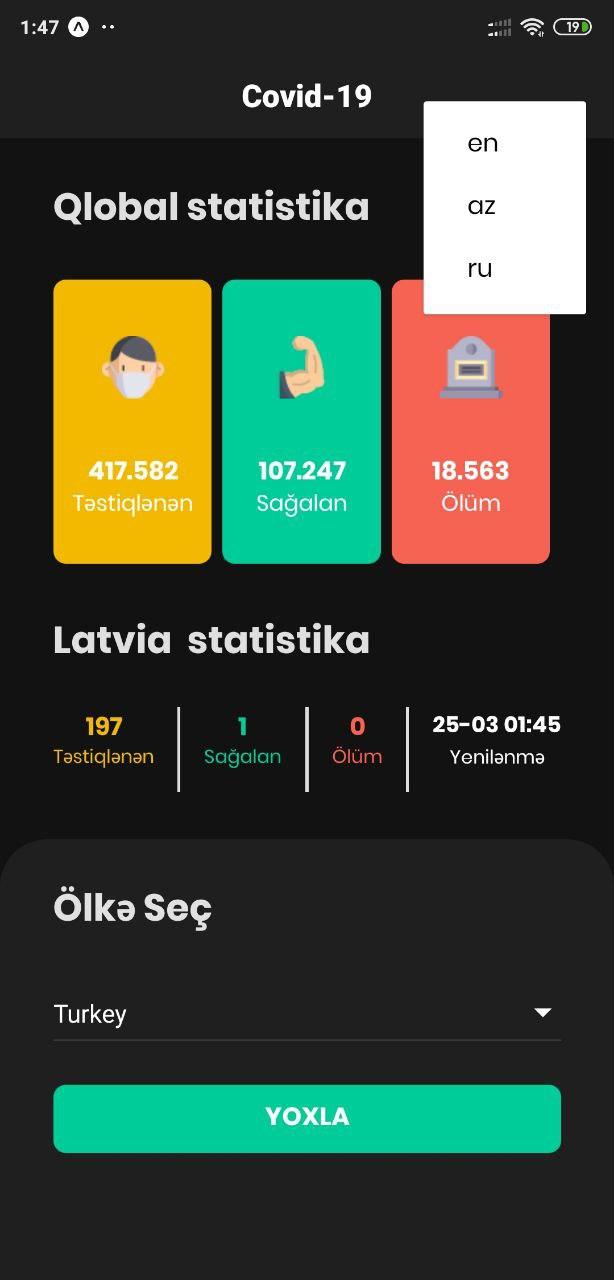 1:47
19
Covid-19
en
az
ru
Qlobal statistika
417.582 107.247 18.563
Təstiqlənən Sağalan Ölüm
Latvia statistika
197 1 0 25-03 01:45
Təstiqlənən Sağalan Ölüm Yenilənmə
Ölkə Seç
Turkey
YOXLA